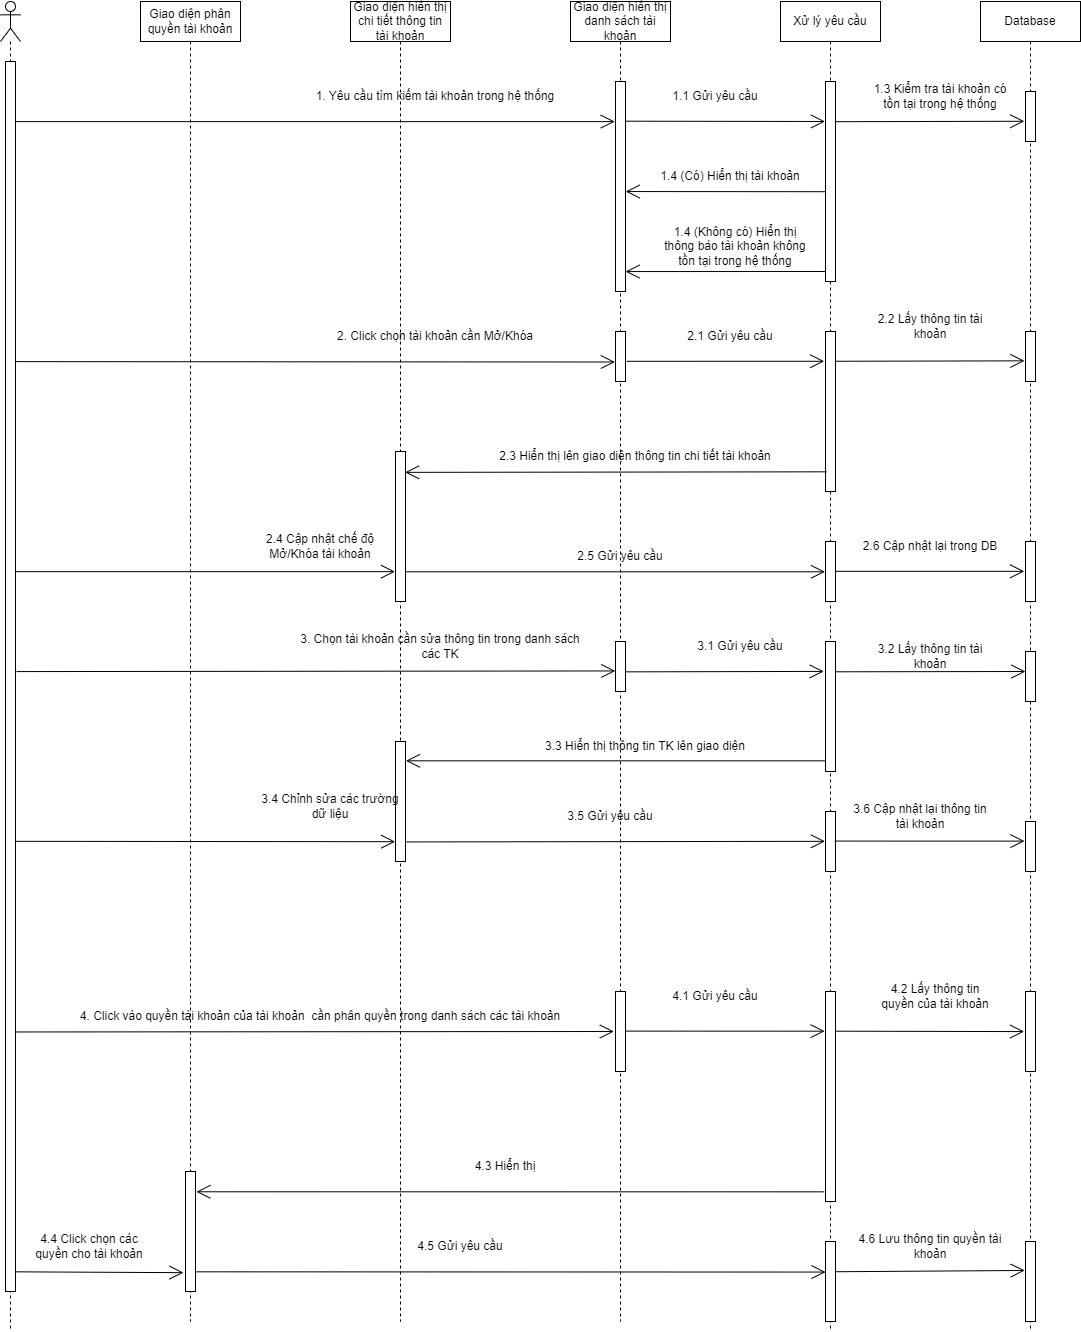 Giao diện phân
quyền tài khoản
Giao diện hiển thị
chi tiết thông tin
tài khoản
Giao diện hiển thị
danh sách tài
khoản
Xử lý yêu cầu
Database
1. Yêu cầu tìm kiếm tài khoản trong hệ thống
1.1 Gửi yêu cầu
1.3 Kiểm tra tài khoản có
tồn tại trong hệ thống
1.4 (Có) Hiển thị tài khoản
1.4 (Không có) Hiển thị
thông báo tài khoản không
tồn tại trong hệ thống
2. Click chọn tài khoản cần Mở/Khóa
2.1 Gửi yêu cầu
2.2 Lấy thông tin tài
khoản
2.3 Hiển thị lên giao diện thông tin chi tiết tài khoản
2.4 Cập nhật chế độ
Mở/Khóa tài khoản
2.5 Gửi yêu cầu
2.6 Cập nhật lại trong DB
3. Chọn tài khoản cần sửa thông tin trong danh sách
các TK
3.1 Gửi yêu cầu
3.2 Lấy thông tin tài
khoản
3.3 Hiển thị thông tin TK lên giao diện
3.4 Chỉnh sửa các trường
dữ liệu
3.5 Gửi yêu cầu
3.6 Cập nhật lại thông tin
tài khoản
4. Click vào quyền tài khoản của tài khoản  cần phân quyền trong danh sách các tài khoản
4.1 Gửi yêu cầu
4.2 Lấy thông tin
quyền của tài khoản
4.3 Hiển thị
4.4 Click chọn các
quyền cho tài khoản
4.5 Gửi yêu cầu
4.6 Lưu thông tin quyền tài
khoản